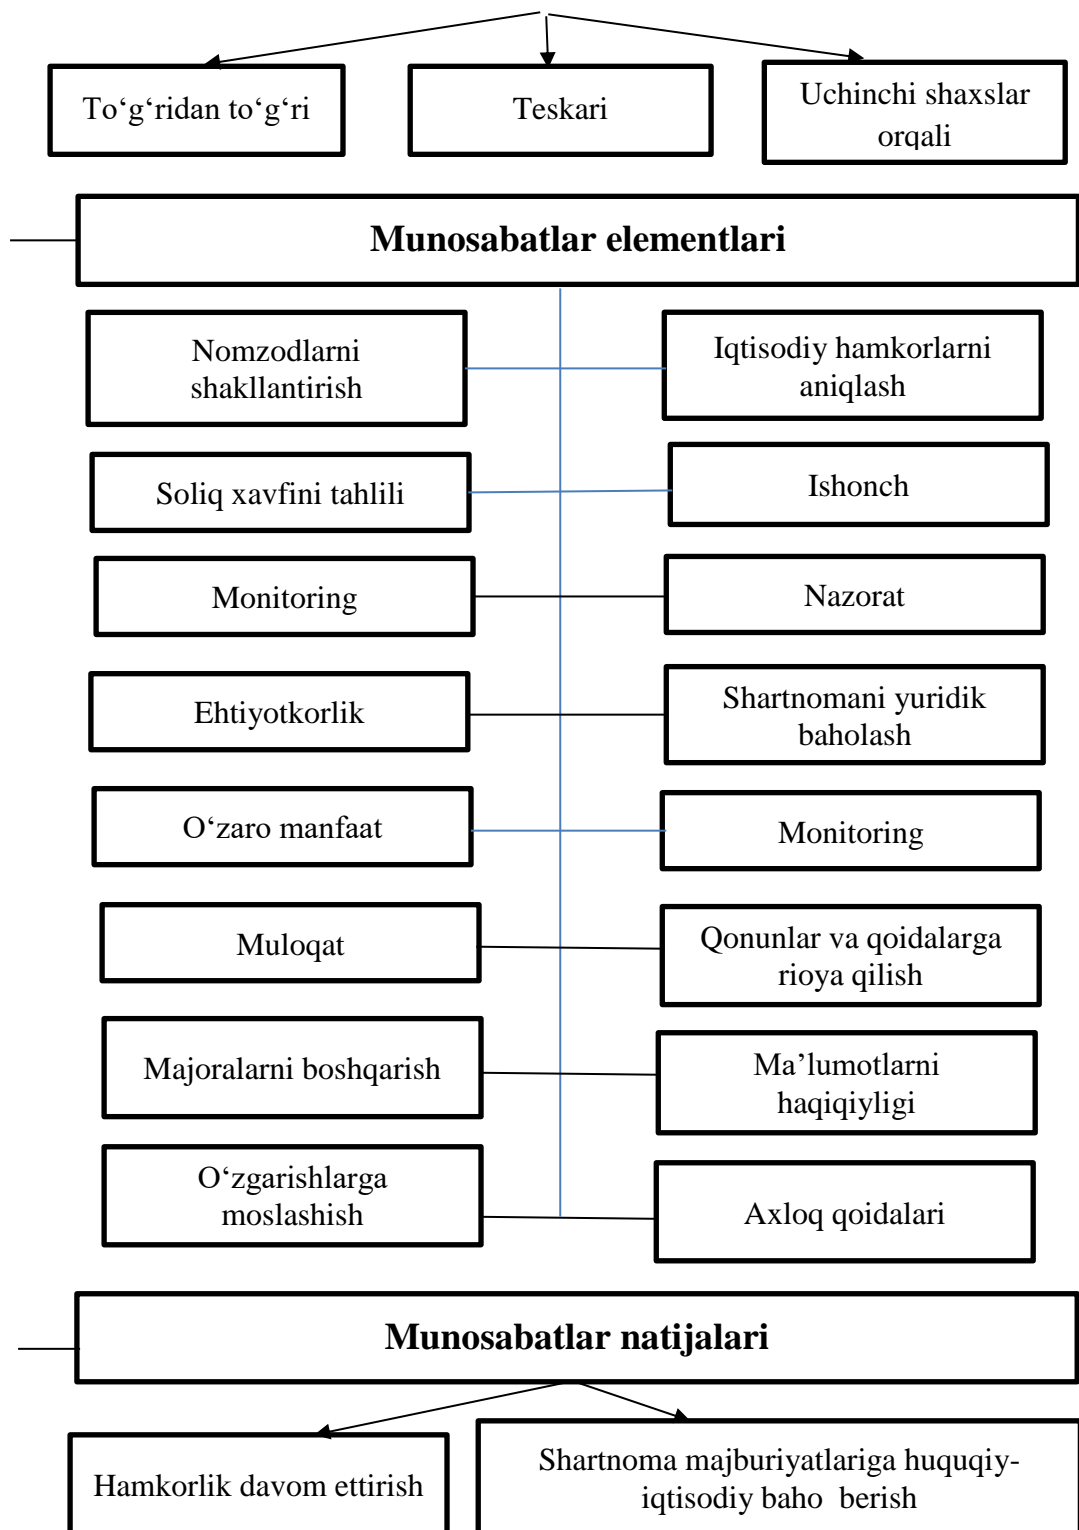 To‘g‘ridan to‘g‘ri
Teskari
Uchinchi shaxslar
orqali
Munosabatlar elementlari
Nomzodlarni
shakllantirish
Iqtisodiy hamkorlarni
aniqlash
Soliq xavfini tahlili
Ishonch
Monitoring
Nazorat
Ehtiyotkorlik
Shartnomani yuridik
baholash
O‘zaro manfaat
Monitoring
Muloqat
Qonunlar va qoidalarga
rioya qilish
Majoralarni boshqarish
Ma’lumotlarni
haqiqiyligi
O‘zgarishlarga
moslashish
Axloq qoidalari
Munosabatlar natijalari
Hamkorlik davom ettirish
Shartnoma majburiyatlariga huquqiy-
iqtisodiy baho berish